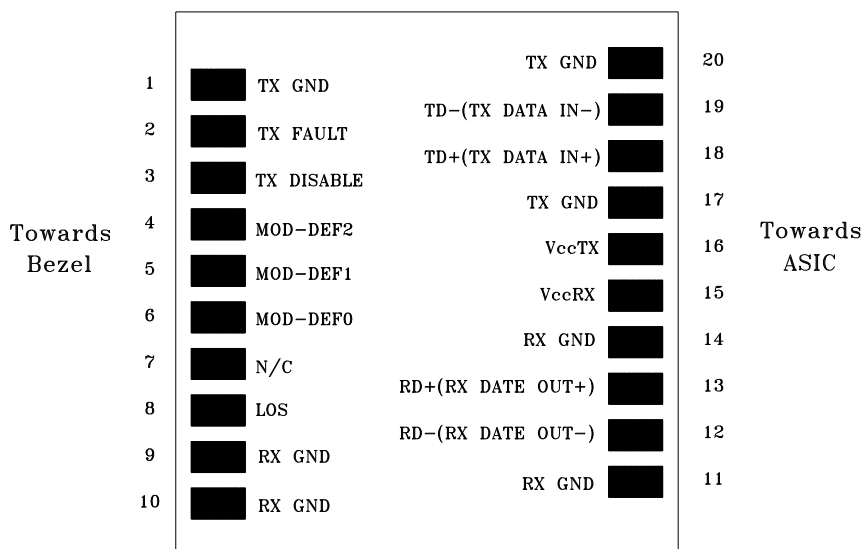 Towards
Bezel
1 TX GND
2 TX FAULT
3 TX DISABLE
4 MOD-DEF2
5 MOD-DEF1
6 MOD-DEF0
7 N/C
8 LOS
9 RX GND
10 RX GND
TX GND 20
TD-(TX DATA IN-) 19
TD+(TX DATA IN+) 18
TX GND 17
VccTX 16
VccRX 15
RX GND 14
RD+(RX DATE OUT+) 13
RD-(RX DATE OUT-) 12
RX GND 11
Towards
ASIC